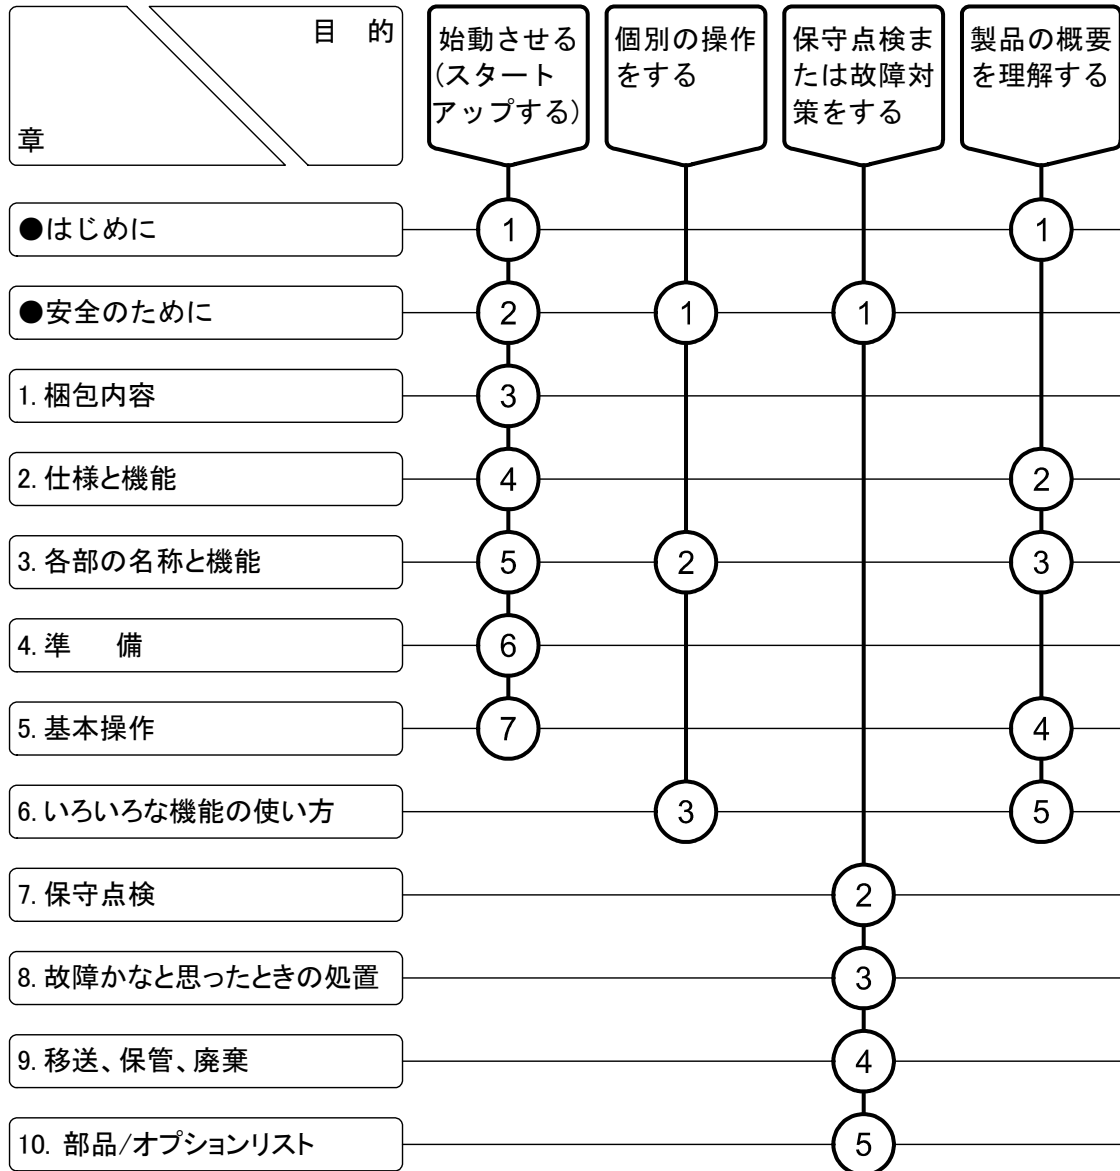 目 的
章
始動させる
(スタート
アップする)
個別の操作
をする
保守点検ま
たは故障対
策をする
製品の概要
を理解する
●はじめに
1
1
●安全のために
2
1
1
1. 梱包内容
3
2. 仕様と機能
4
2
3. 各部の名称と機能
5
2
3
4. 準 備
6
5. 基本操作
7
4
6. いろいろな機能の使い方
3
5
7. 保守点検
2
8. 故障かなと思ったときの処置
3
9. 移送、保管、廃棄
4
10. 部品/オプションリスト
5